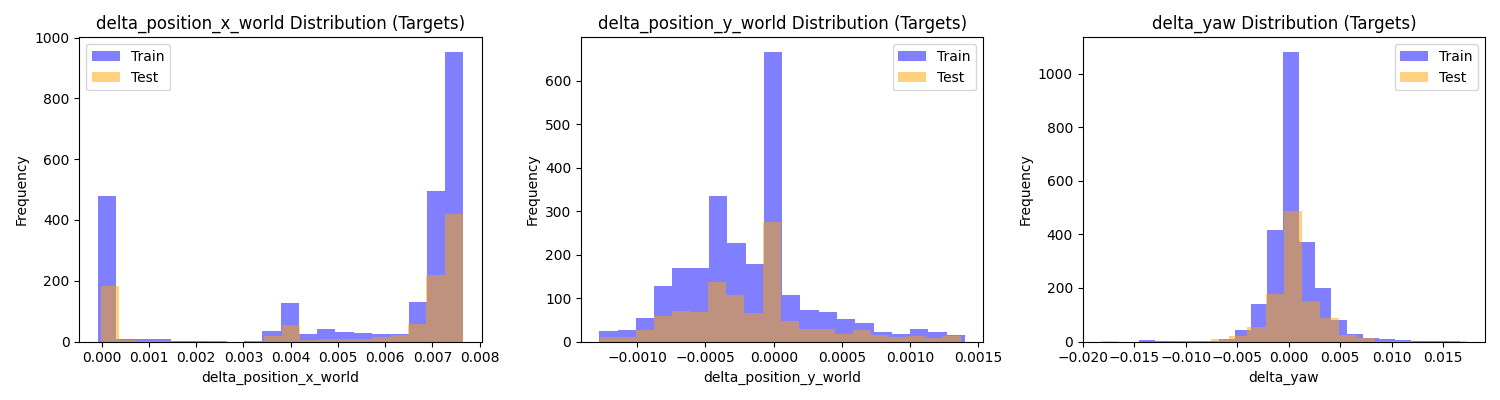 delta_position_x_world Distribution (Targets)
1000
800
600
400
200
0
Frequency
Train
Test
0.000 0.001 0.002 0.003 0.004 0.005 0.006 0.007 0.008
delta_position_x_world
delta_position_y_world Distribution (Targets)
600
500
400
300
200
100
0
Frequency
Train
Test
−0.0010 −0.0005 0.0000 0.0005 0.0010 0.0015
delta_position_y_world
delta_yaw Distribution (Targets)
1000
800
600
400
200
0
Frequency
Train
Test
−0.020 −0.015 −0.010 −0.005 0.000 0.005 0.010 0.015
delta_yaw